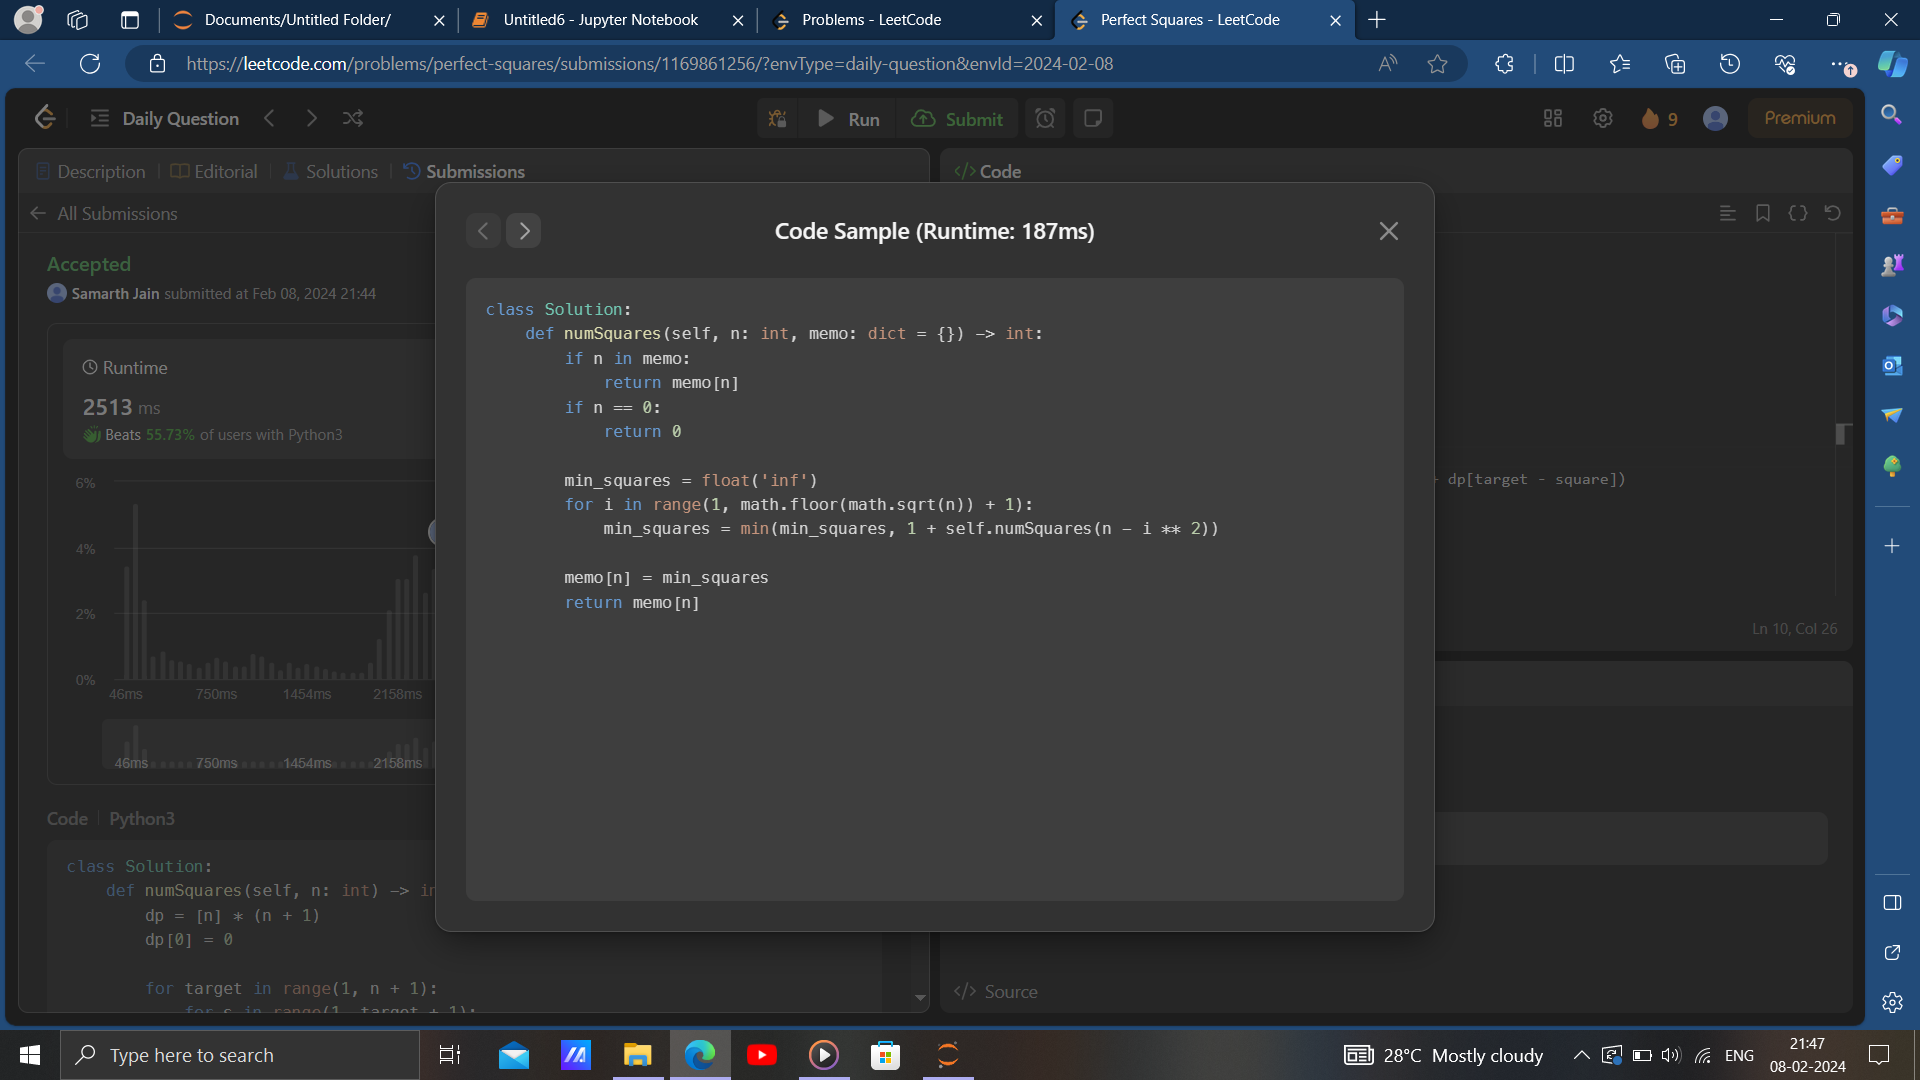 Documents/Untitled Folder/
Untitled6 - Jupyter Notebook
Problems - LeetCode
Perfect Squares - LeetCode
https://leetcode.com/problems/perfect-squares/submissions/1169861256/?envType=daily-question&envId=2024-02-08
Daily Question
Run
Submit
9
Premium
Description
Editorial
Solutions
Submissions
</> Code
All Submissions
Accepted
Samarth Jain submitted at Feb 08, 2024 21:44
Runtime
2513 ms
Beats 55.73% of users with Python3
6%
4%
2%
0%
46ms 750ms 1454ms 2158ms
46ms 750ms 1454ms 2158ms
Code | Python3
class Solution:
def numSquares(self, n: int) -> in
dp = [n] * (n + 1)
dp[0] = 0
for target in range(1, n + 1):
for s in range(1, target + 1):
Code Sample (Runtime: 187ms)
class Solution:
def numSquares(self, n: int, memo: dict = {}) -> int:
if n in memo:
return memo[n]
if n == 0:
return 0
min_squares = float('inf')
for i in range(1, math.floor(math.sqrt(n)) + 1):
min_squares = min(min_squares, 1 + self.numSquares(n - i ** 2))
memo[n] = min_squares
return memo[n]
dp[target - square])
Ln 10, Col 26
</> Source
Type here to search
28°C Mostly cloudy
ENG
21:47
08-02-2024